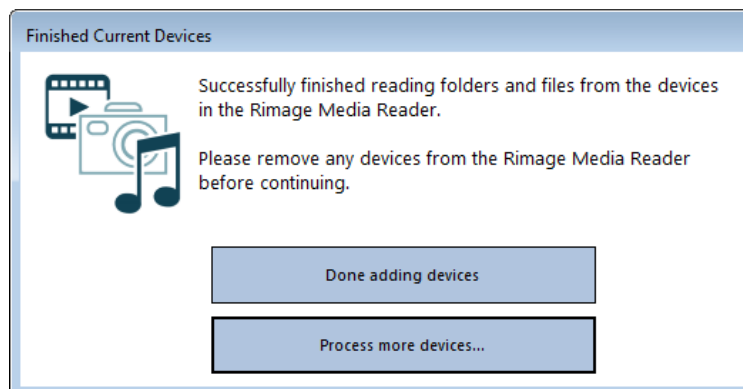 Finished Current Devices
Successfully finished reading folders and files from the devices
in the Rimage Media Reader.
Please remove any devices from the Rimage Media Reader
before continuing.
Done adding devices
Process more devices...